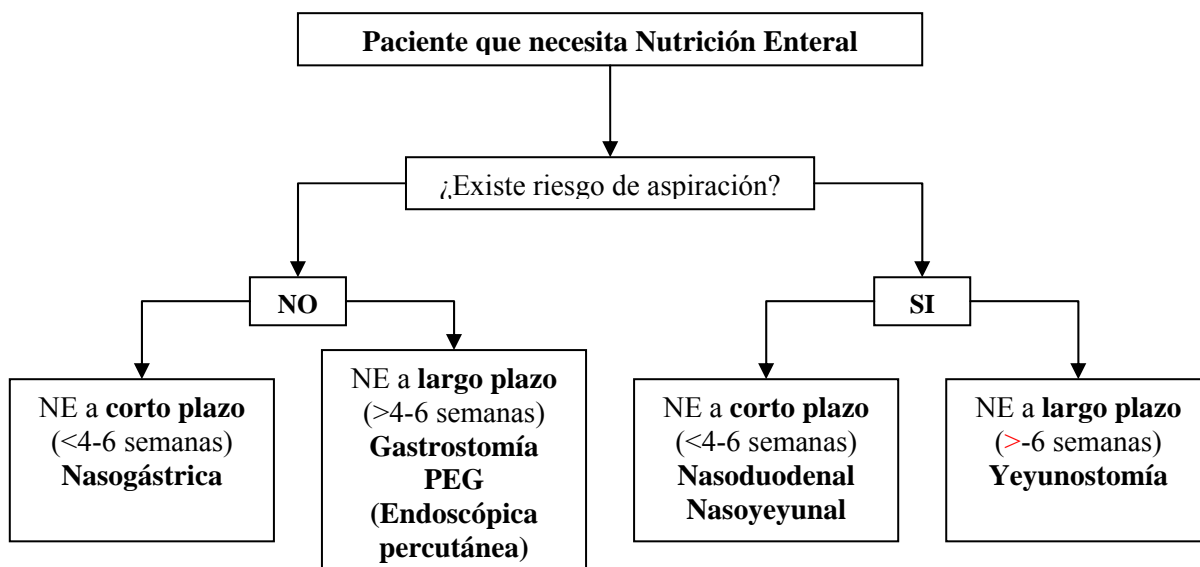 Paciente que necesita Nutrición Enteral
¿Existe riesgo de aspiración?
NO
SI
NE a corto plazo
(<4-6 semanas)
Nasogástrica
NE a largo plazo
(>4-6 semanas)
Gastrostomía
PEG
(Endoscópica
percutánea)
NE a corto plazo
(<4-6 semanas)
Nasoduodenal
Nasoyeyunal
NE a largo plazo
(>-6 semanas)
Yeyunostomía